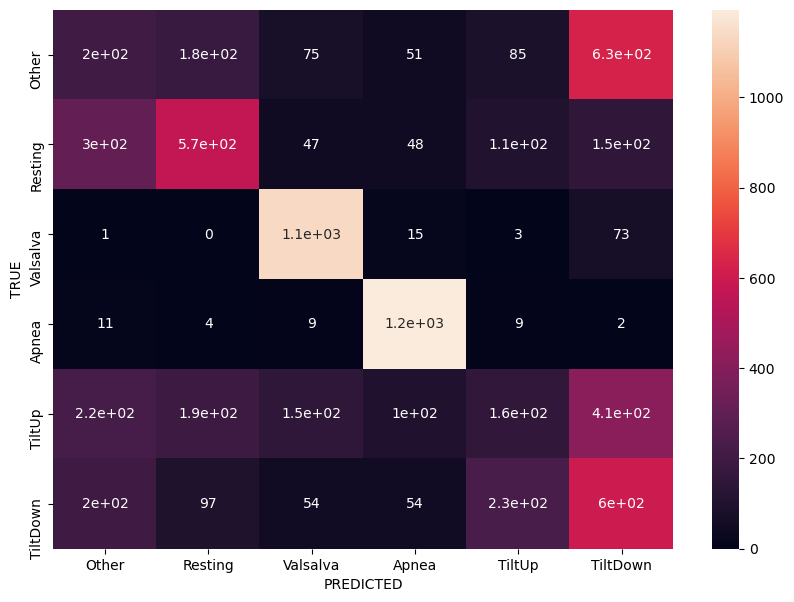 Other 2e+02 1.8e+02 75 51 85 6.3e+02
Resting 3e+02 5.7e+02 47 48 1.1e+02 1.5e+02
Valsalva 1 0 1.1e+03 15 3 73
Apnea 11 4 9 1.2e+03 9 2
TiltUp 2.2e+02 1.9e+02 1.5e+02 1e+02 1.6e+02 4.1e+02
TiltDown 2e+02 97 54 54 2.3e+02 6e+02
Other Resting Valsalva Apnea TiltUp TiltDown
PREDICTED
TRUE
1000
800
600
400
200
0